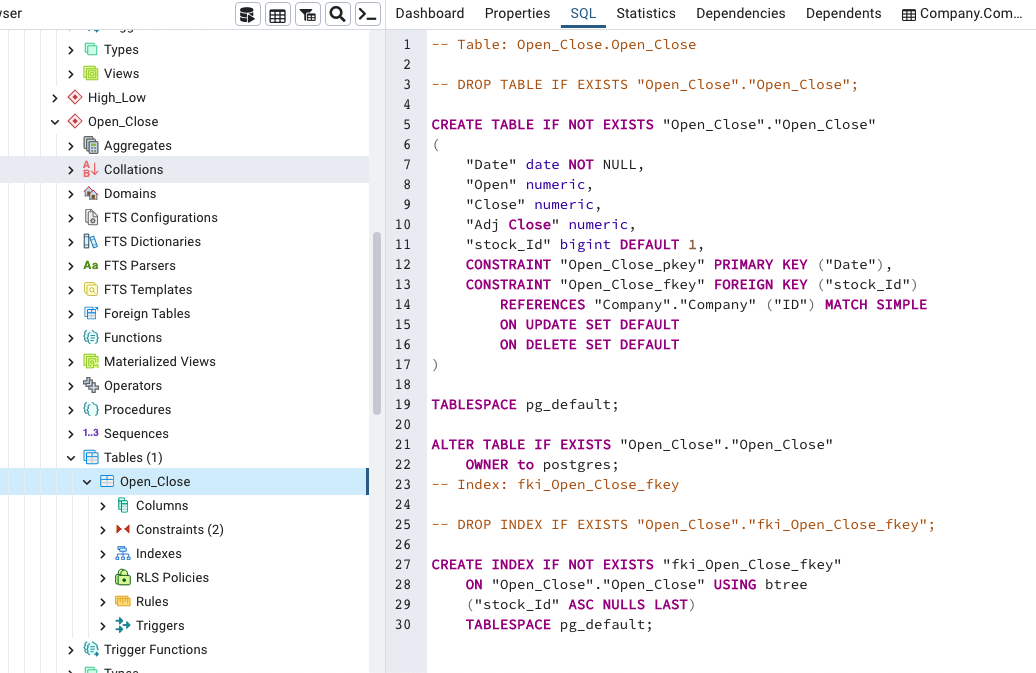 ser
Dashboard Properties SQL Statistics Dependencies Dependents Company.Com...
Types
Views
High_Low
Open_Close
Aggregates
Collations
Domains
FTS Configurations
FTS Dictionaries
Aa FTS Parsers
FTS Templates
Foreign Tables
Functions
Materialized Views
Operators
Procedures
1..3 Sequences
Tables (1)
Open_Close
Columns
Constraints (2)
Indexes
RLS Policies
Rules
Triggers
Trigger Functions
Types
1 -- Table: Open_Close.Open_Close
2
3 -- DROP TABLE IF EXISTS "Open_Close"."Open_Close";
4
5 CREATE TABLE IF NOT EXISTS "Open_Close"."Open_Close"
6 (
7 "Date" date NOT NULL,
8 "Open" numeric,
9 "Close" numeric,
10 "Adj Close" numeric,
11 "stock_Id" bigint DEFAULT 1,
12 CONSTRAINT "Open_Close_pkey" PRIMARY KEY ("Date"),
13 CONSTRAINT "Open_Close_fkey" FOREIGN KEY ("stock_Id")
14 REFERENCES "Company"."Company" ("ID") MATCH SIMPLE
15 ON UPDATE SET DEFAULT
16 ON DELETE SET DEFAULT
17 )
18
19 TABLESPACE pg_default;
20
21 ALTER TABLE IF EXISTS "Open_Close"."Open_Close"
22 OWNER to postgres;
23 -- Index: fki_Open_Close_fkey
24
25 -- DROP INDEX IF EXISTS "Open_Close"."fki_Open_Close_fkey";
26
27 CREATE INDEX IF NOT EXISTS "fki_Open_Close_fkey"
28 ON "Open_Close"."Open_Close" USING btree
29 ("stock_Id" ASC NULLS LAST)
30 TABLESPACE pg_default;